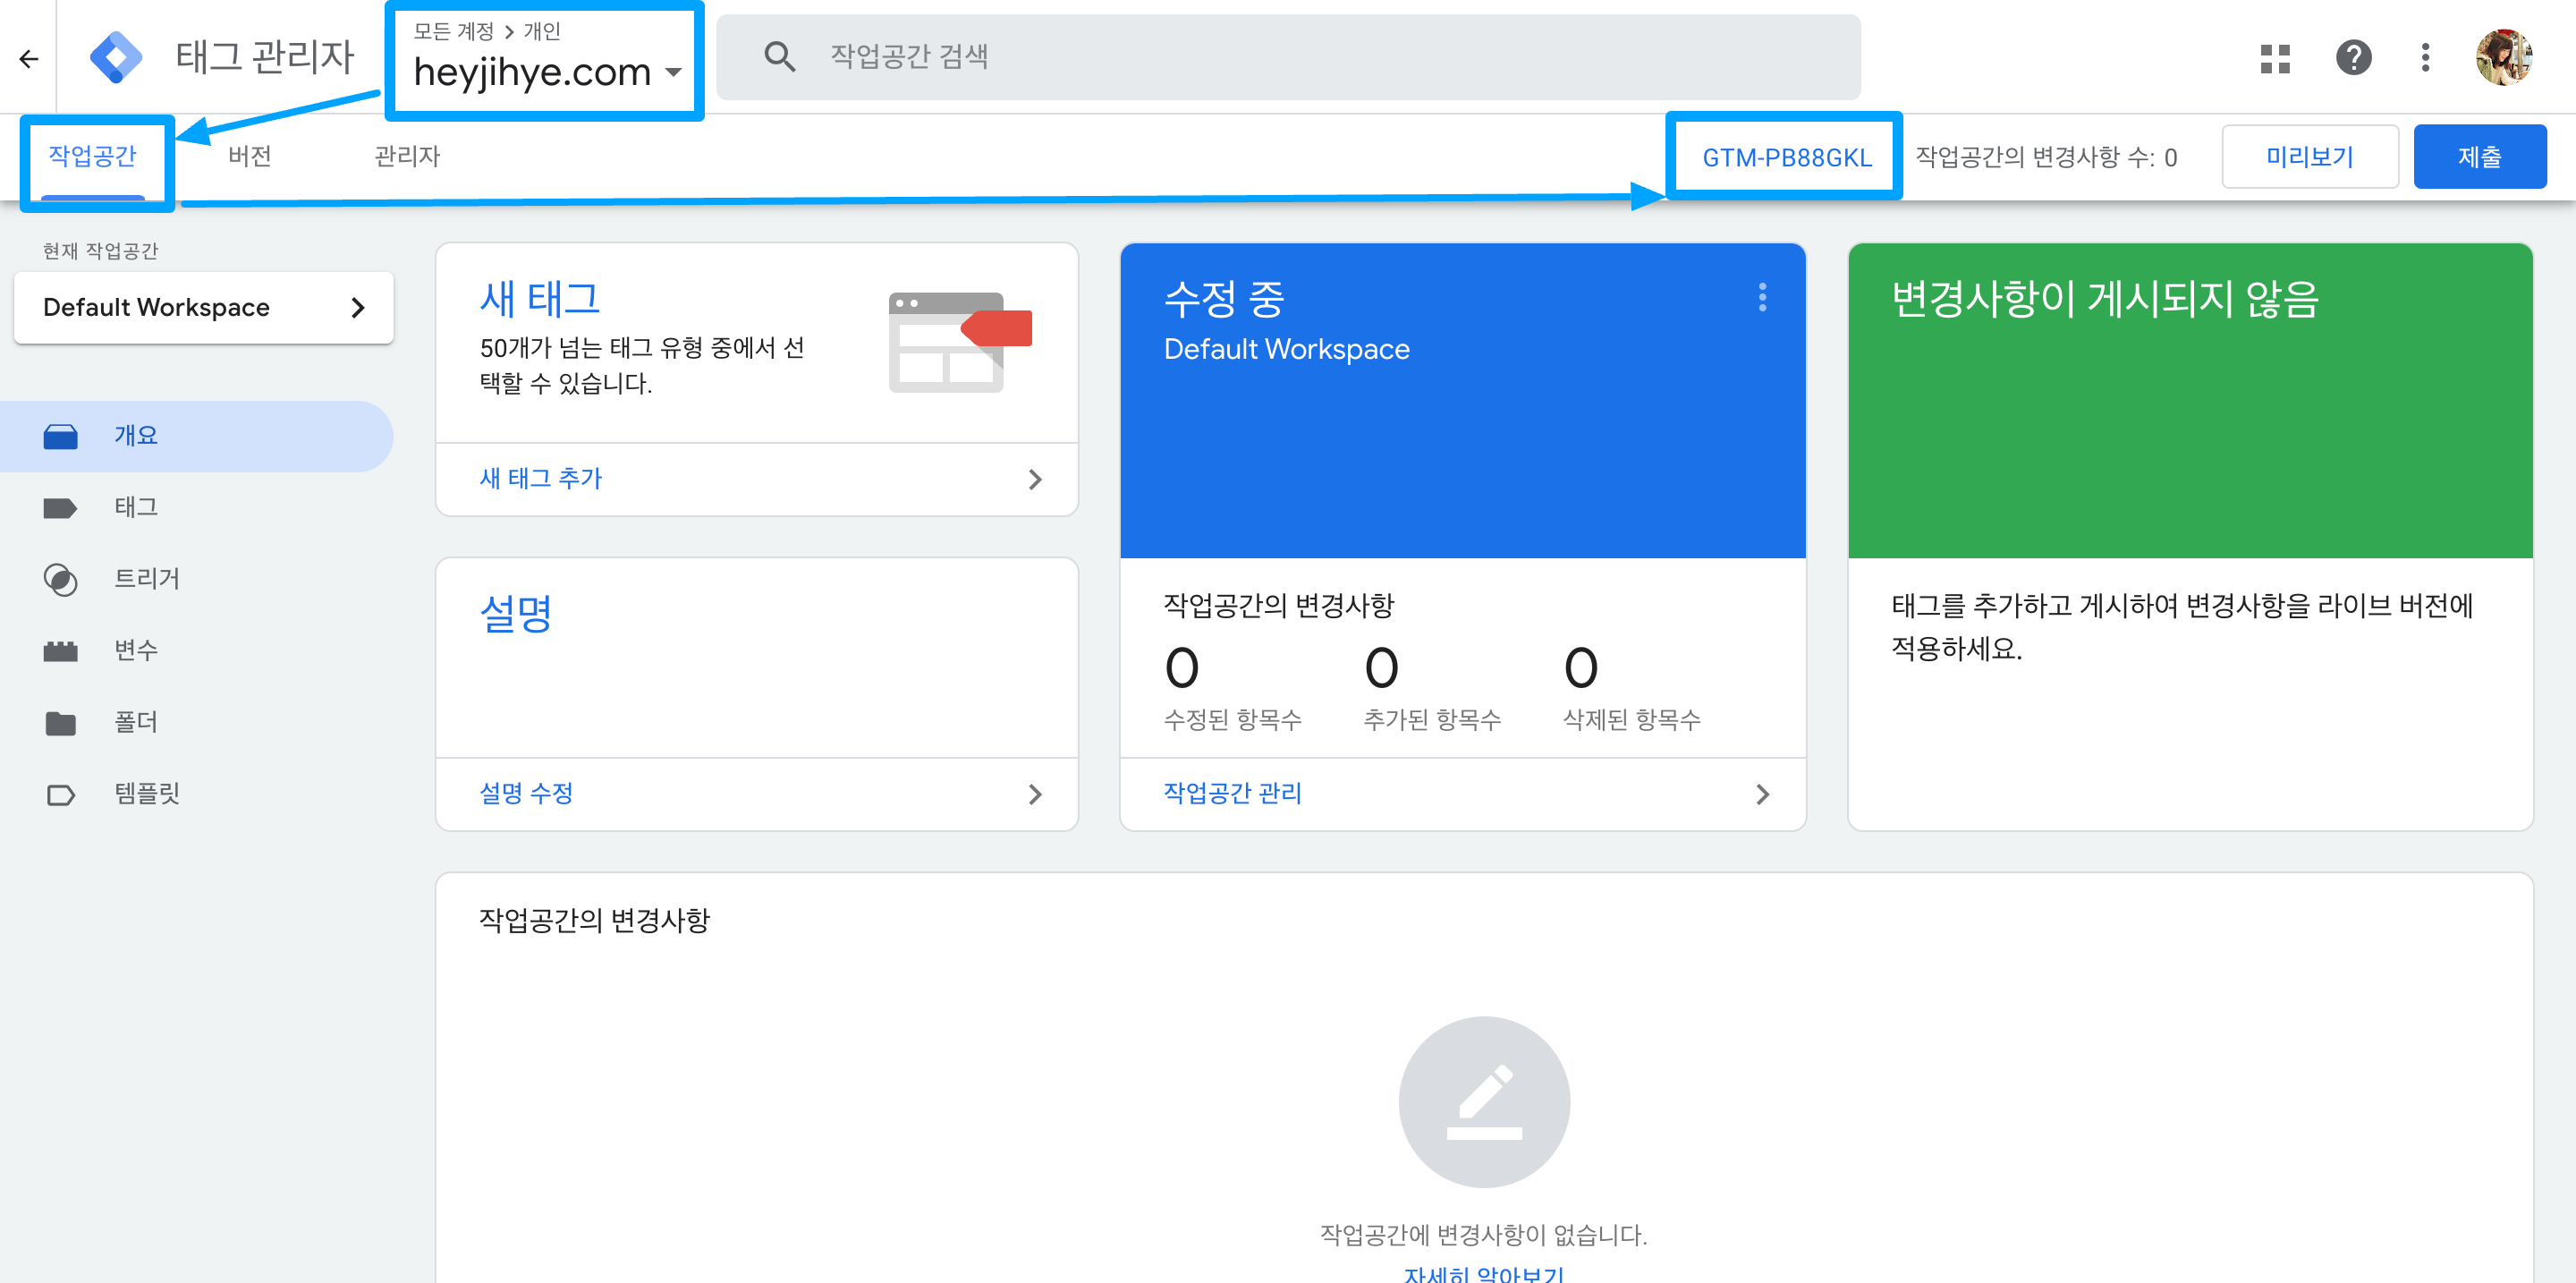 태그 관리자
모든 계정 > 개인
heyjihye.com
작업공간 검색
작업공간
버전
관리자
GTM-PB88GKL
작업공간의 변경사항 수: 0
미리보기
제출
현재 작업공간
Default Workspace
개요
태그
트리거
변수
폴더
템플릿
새 태그
50개가 넘는 태그 유형 중에서 선
택할 수 있습니다.
새 태그 추가
설명
설명 수정
수정 중
Default Workspace
작업공간의 변경사항
0 0 0
수정된 항목수 추가된 항목수 삭제된 항목수
작업공간 관리
변경사항이 게시되지 않음
태그를 추가하고 게시하여 변경사항을 라이브 버전에
적용하세요.
작업공간의 변경사항
작업공간에 변경사항이 없습니다.
자세히 알아보기